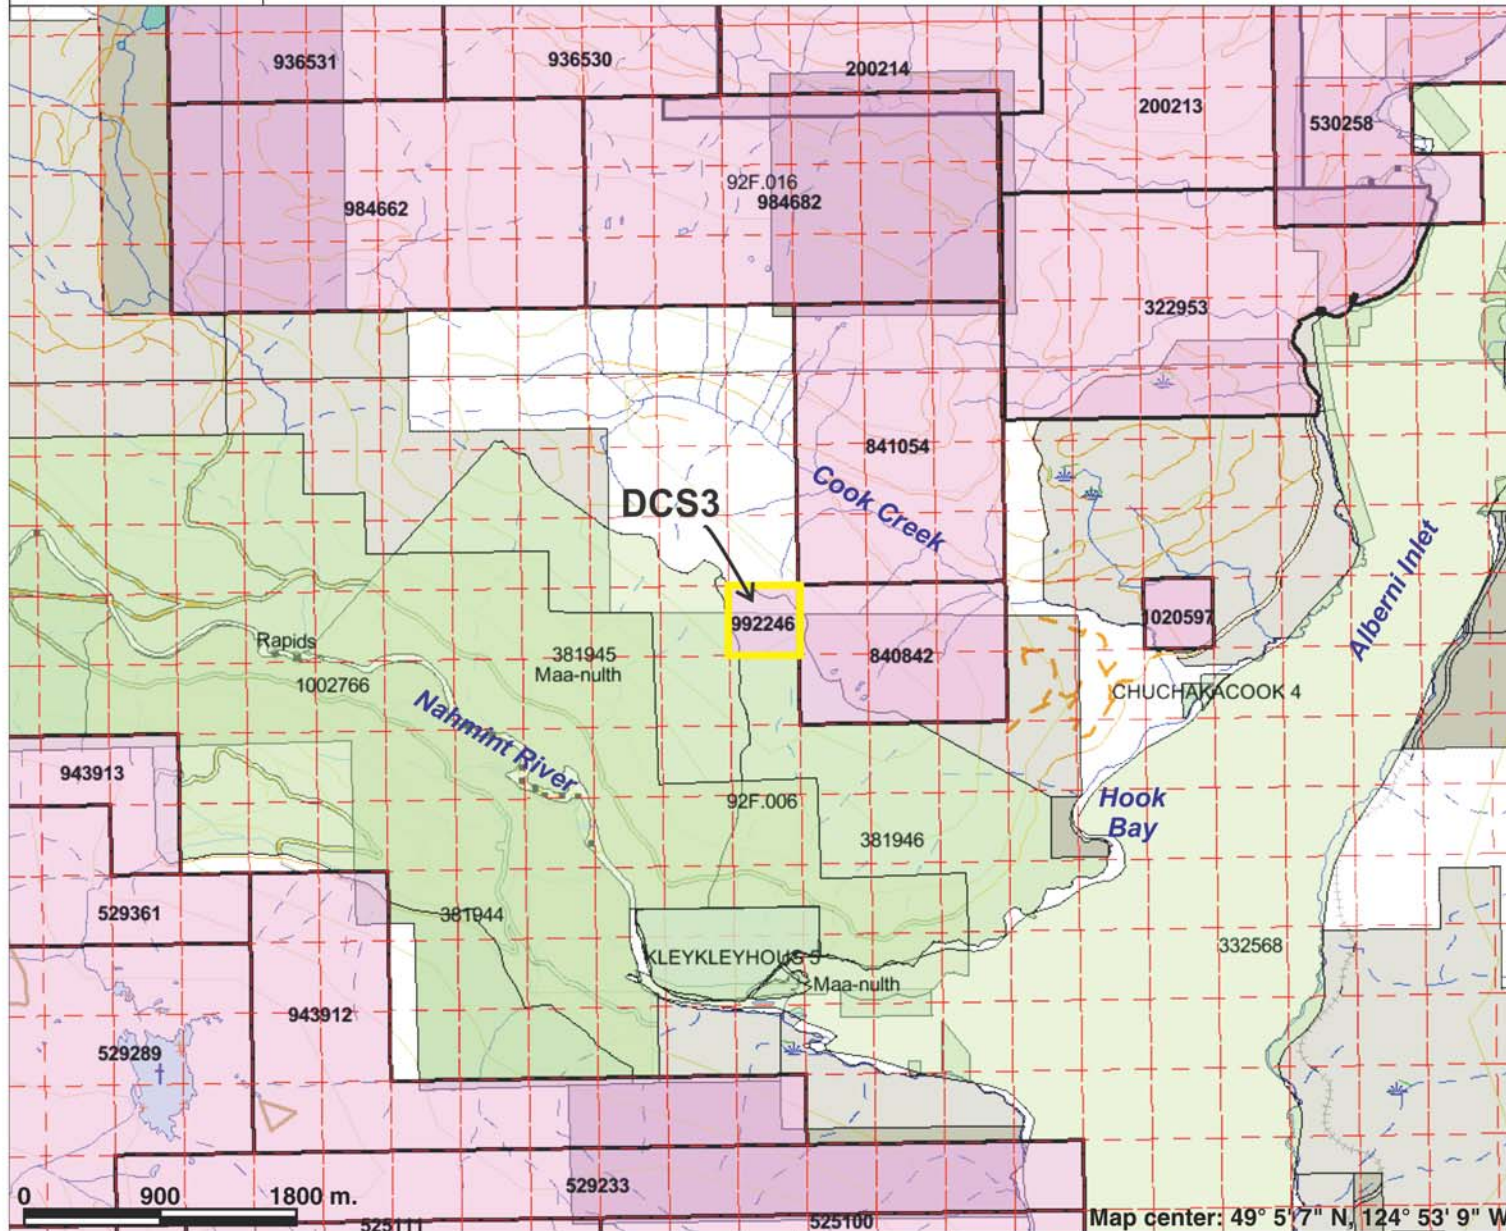 936531
936530
200214
200213
530258
92F.016
984682
984662
322953
841054
DCS3
Cook Creek
Alberni Inlet
992246
1020597
Rapids
381945
Maa-nulth
840842
1002766
CHUCHAKACOOK 4
Nahmint River
943913
92F.006
Hook
Bay
381946
529361
381944
332568
KLEYKLEYHOUS 5
Maa-nulth
943912
529289
529233
0 900 1800 m.
525111
525100
Map center: 49° 5' 7" N, 124° 53' 9" W